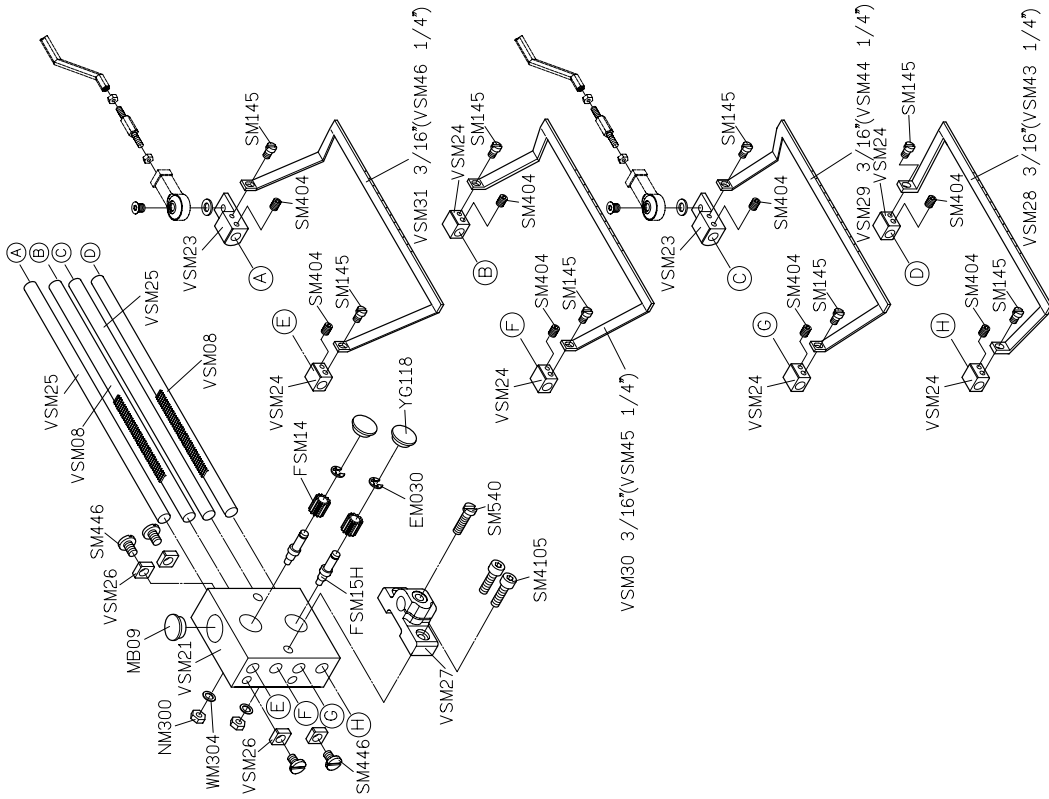 A
B
C
D
VSM25
VSM25
VSM08
VSM08
SM446
VSM26
MB09
VSM21
NM300
WM304
VSM26
SM446
E
F
G
H
FSM14
YG118
EM030
FSM15H
SM540
SM4105
VSM27
VSM23
A
SM404
SM145
E
SM404
SM145
VSM24
VSM31 3/16"(VSM46 1/4")
SM145
VSM24
SM404
B
F
SM404
SM145
VSM24
VSM30 3/16"(VSM45 1/4")
VSM23
C
SM404
SM145
G
SM404
SM145
VSM24
VSM29 3/16"(VSM44 1/4")
VSM24
SM145
SM404
D
H
SM404
SM145
VSM24
VSM28 3/16"(VSM43 1/4")